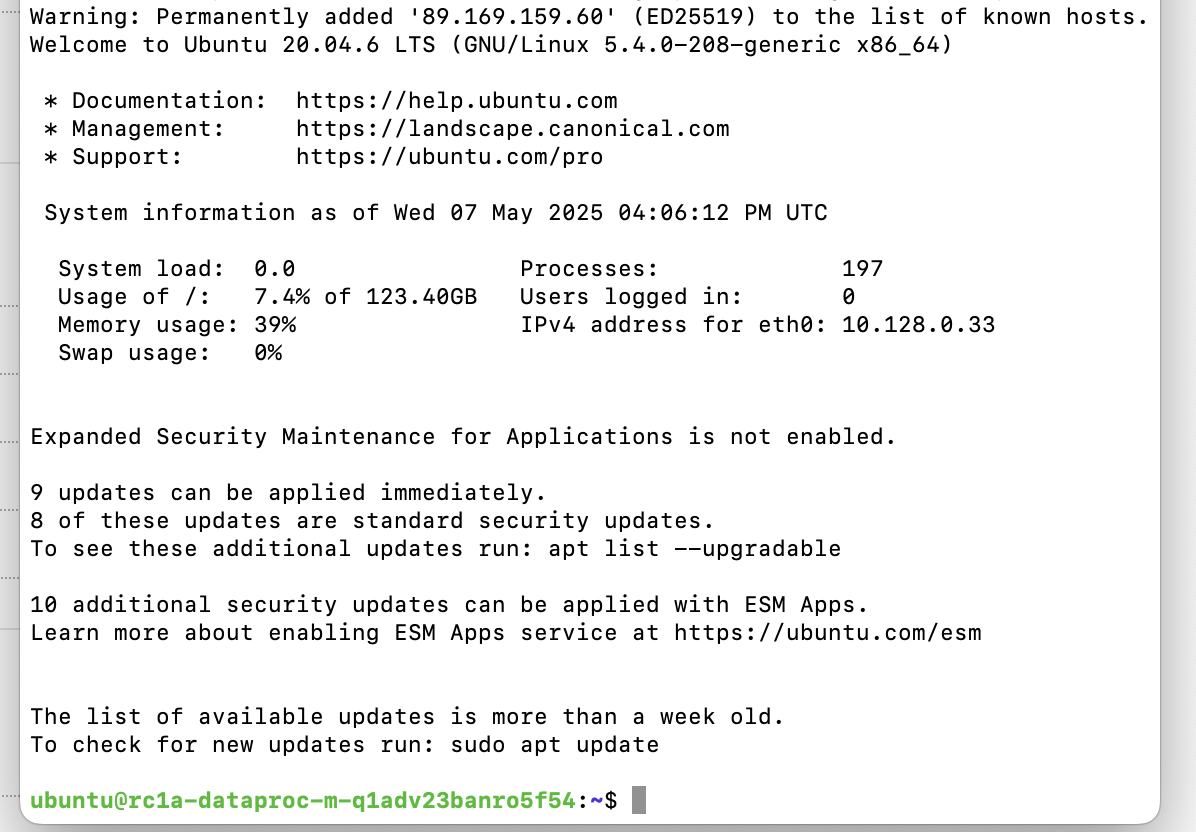 Warning: Permanently added '89.169.159.60' (ED25519) to the list of known hosts.
Welcome to Ubuntu 20.04.6 LTS (GNU/Linux 5.4.0-208-generic x86_64)

 * Documentation:  https://help.ubuntu.com
 * Management:     https://landscape.canonical.com
 * Support:        https://ubuntu.com/pro

 System information as of Wed 07 May 2025 04:06:12 PM UTC

  System load:  0.0                Processes:             197
  Usage of /:   7.4% of 123.40GB   Users logged in:       0
  Memory usage: 39%                IPv4 address for eth0: 10.128.0.33
  Swap usage:   0%

Expanded Security Maintenance for Applications is not enabled.

9 updates can be applied immediately.
8 of these updates are standard security updates.
To see these additional updates run: apt list --upgradable

10 additional security updates can be applied with ESM Apps.
Learn more about enabling ESM Apps service at https://ubuntu.com/esm

The list of available updates is more than a week old.
To check for new updates run: sudo apt update

ubuntu@rc1a-dataproc-m-q1adv23banro5f54:~$